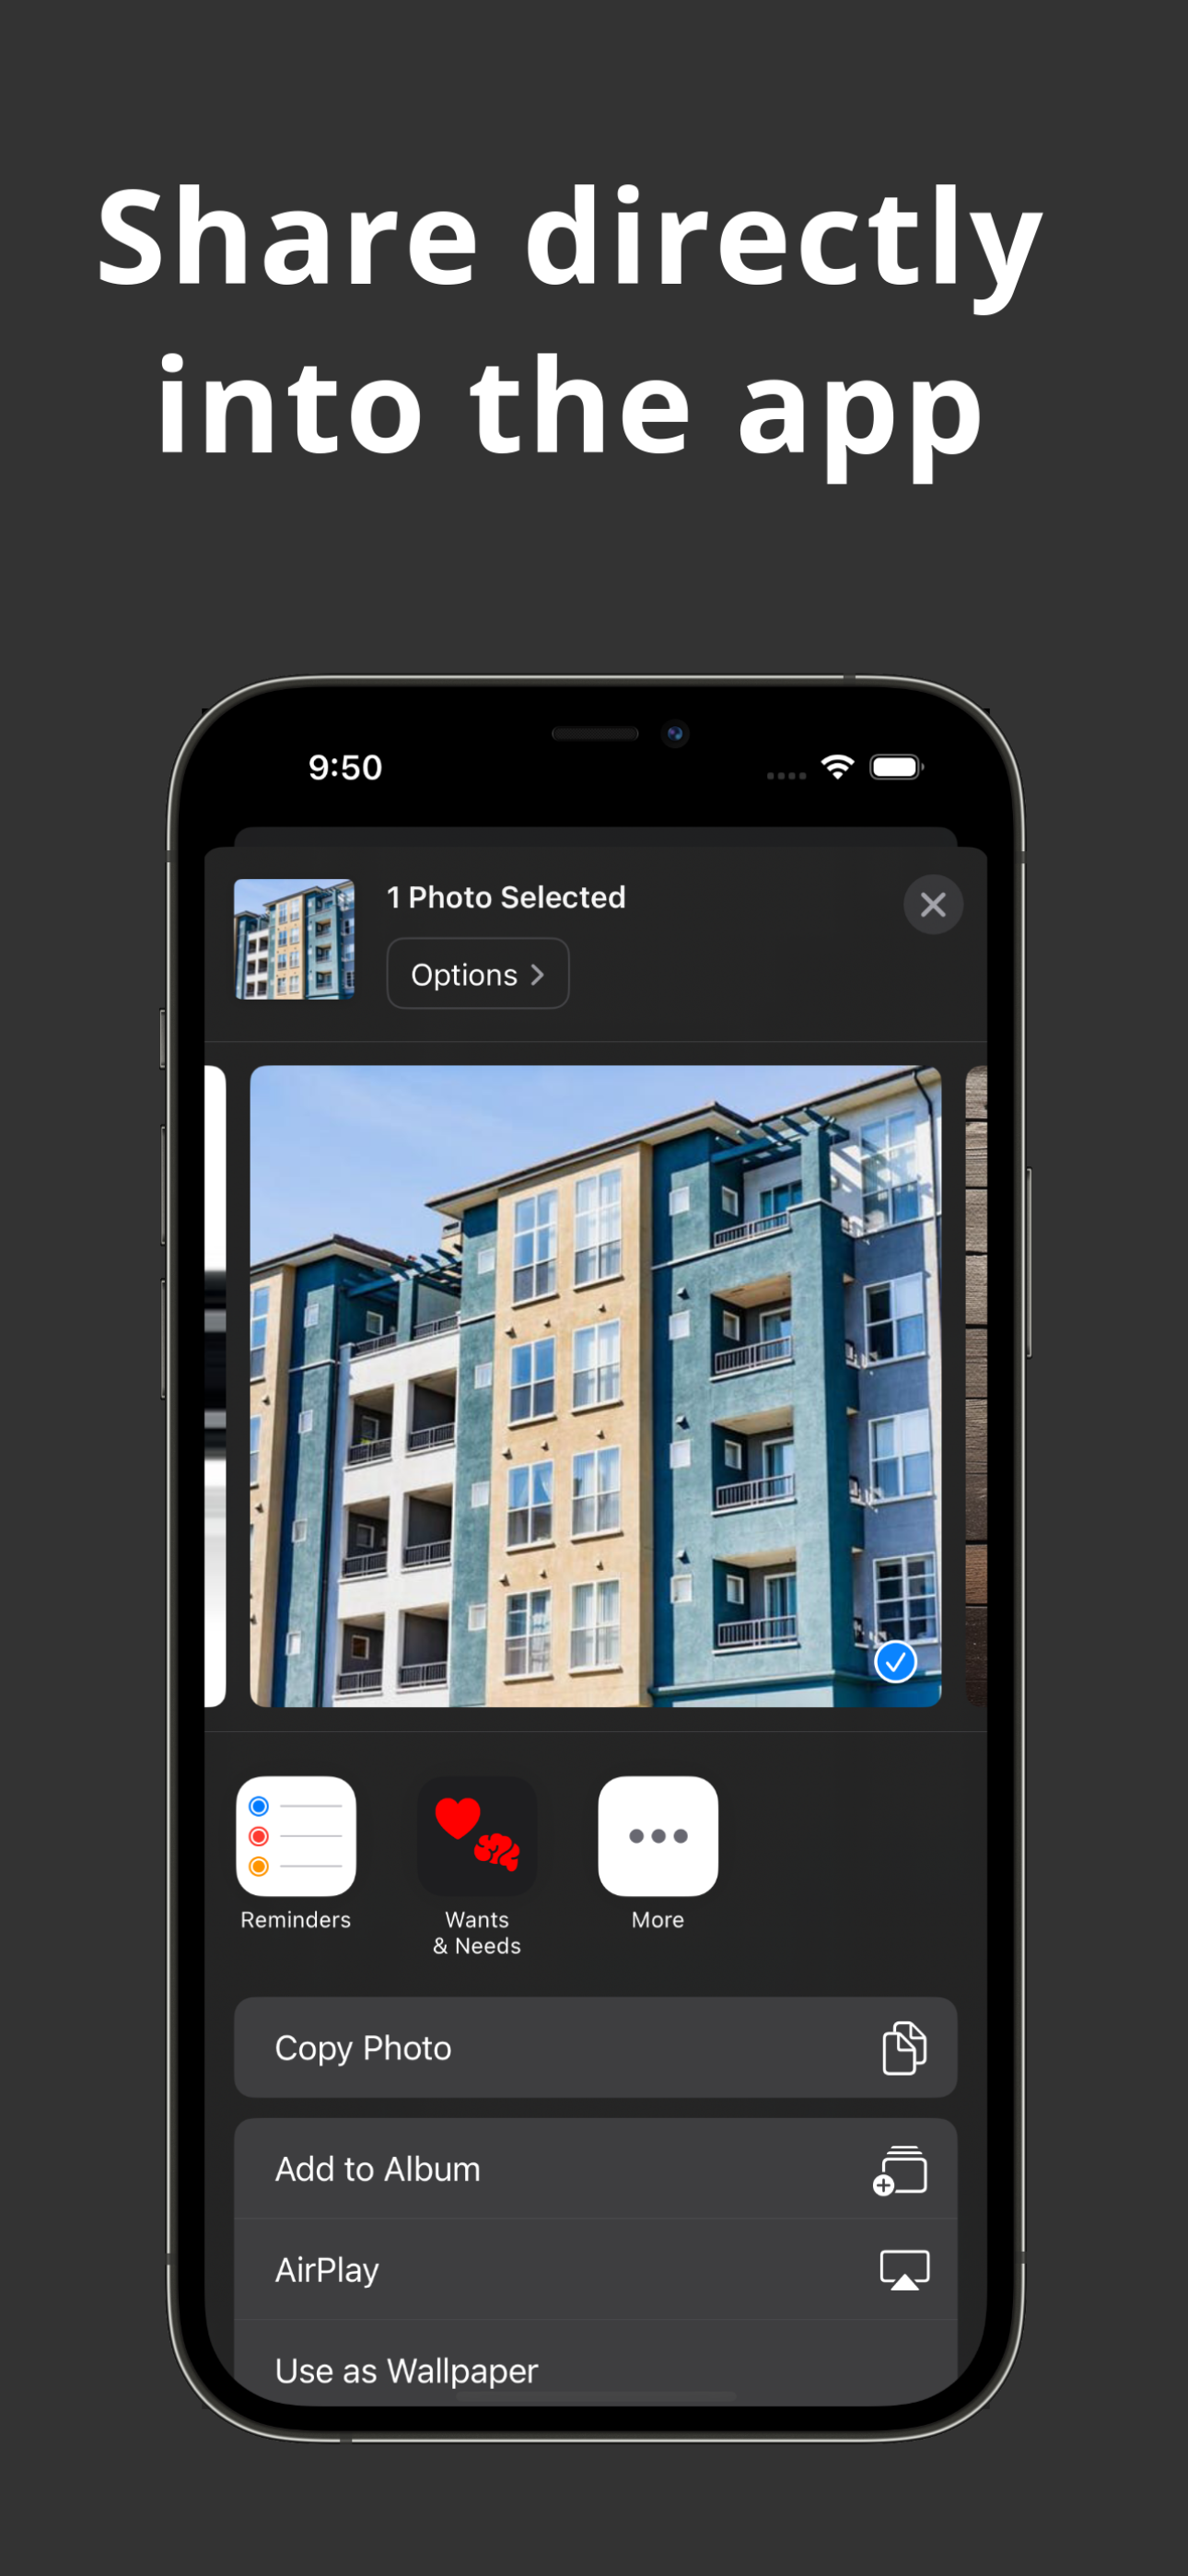 Share directly
into the app
9:50
1 Photo Selected
Options
Reminders
Wants
& Needs
More
Copy Photo
Add to Album
AirPlay
Use as Wallpaper